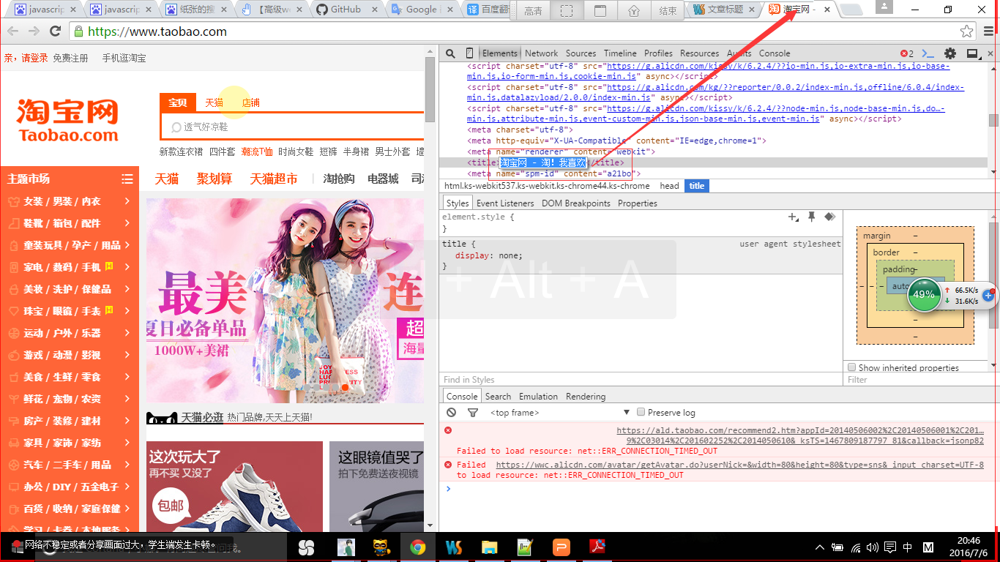 javascrip
javascrip
纸张的搜
【高级we
GitHub
Google
百度翻
高清
结束
文章标题
淘宝网 -
https://www.taobao.com
亲，请登录 免费注册 手机逛淘宝
Elements Network Sources Timeline Profiles Resources Audits Console
2
淘宝网
Taobao.com
宝贝 天猫 店铺
透气好凉鞋
新款连衣裙 四件套 潮流T恤 时尚女鞋 短裤 半身裙 男士外套 墙
主题市场
天猫 聚划算 天猫超市 淘抢购 电器城 司
女装 / 男装 / 内衣
鞋靴 / 箱包 / 配件
童装玩具 / 孕产 / 用品
家电 / 数码 / 手机
美妆 / 洗护 / 保健品
珠宝 / 眼镜 / 手表
运动 / 户外 / 乐器
游戏 / 动漫 / 影视
美食 / 生鲜 / 零食
鲜花 / 宠物 / 农资
房产 / 装修 / 建材
家具 / 家饰 / 家纺
汽车 / 二手车 / 用品
办公 / DIY / 五金电子
百货 / 收纳 / 家庭保健
学习 / 卡券 / 本地服务
最美
夏日必备单品
1000W+美裙
连
超
海量
天猫必逛 热门品牌,天天上天猫!
这次玩大了
再不买 又没了
包邮
这眼镜值哭了
拍下免费送夜视镜
<script charset="utf-8" src="https://g.alicdn.com/kissy/k/6.2.4/??io-min.js,io-extra-min.js,io-base-
min.js,io-form-min.js,cookie-min.js" async></script>
<script charset="utf-8" src="https://g.alicdn.com/kg/??reporter/0.0.2/index-min.js,offline/6.0.4/index-
min.js,datalazyload/2.0.0/index-min.js" async></script>
<script charset="utf-8" src="https://g.alicdn.com/kissy/k/6.2.4/??node-min.js,node-base-min.js,do…-
min.js,attribute-min.js,event-custom-min.js,json-base-min.js,event-min.js" async></script>
<meta charset="utf-8">
<meta http-equiv="X-UA-Compatible" content="IE=edge,chrome=1">
<meta name="renderer" content="webkit">
<title>淘宝网 - 淘！我喜欢</title>
<meta name="spm-id" content="a21bo">
html.ks-webkit537.ks-webkit.ks-chrome44.ks-chrome head title
Styles Event Listeners DOM Breakpoints Properties
element.style {
}
title { user agent stylesheet
display: none;
}
+ Alt + A
margin –
border –
padding–
auto
–
–
49%
66.5K/s
31.6K/s
Show inherited properties
Find in Styles
Filter
Console Search Emulation Rendering
<top frame> Preserve log
https://ald.taobao.com/recommend2.htm?appId=20140506002%2C20140506001%2C201…
9%2C03014%2C201602252%2C2014050610&_ksTS=1467809187797_81&callback=jsonp82
Failed to load resource: net::ERR_CONNECTION_TIMED_OUT
Failed https://wwc.alicdn.com/avatar/getAvatar.do?userNick=&width=80&height=80&type=sns&_input_charset=UTF-8
to load resource: net::ERR_CONNECTION_TIMED_OUT
网络不稳定或者分享画面过大，学生端发生卡顿。
问我。
中
M
20:46
2016/7/6